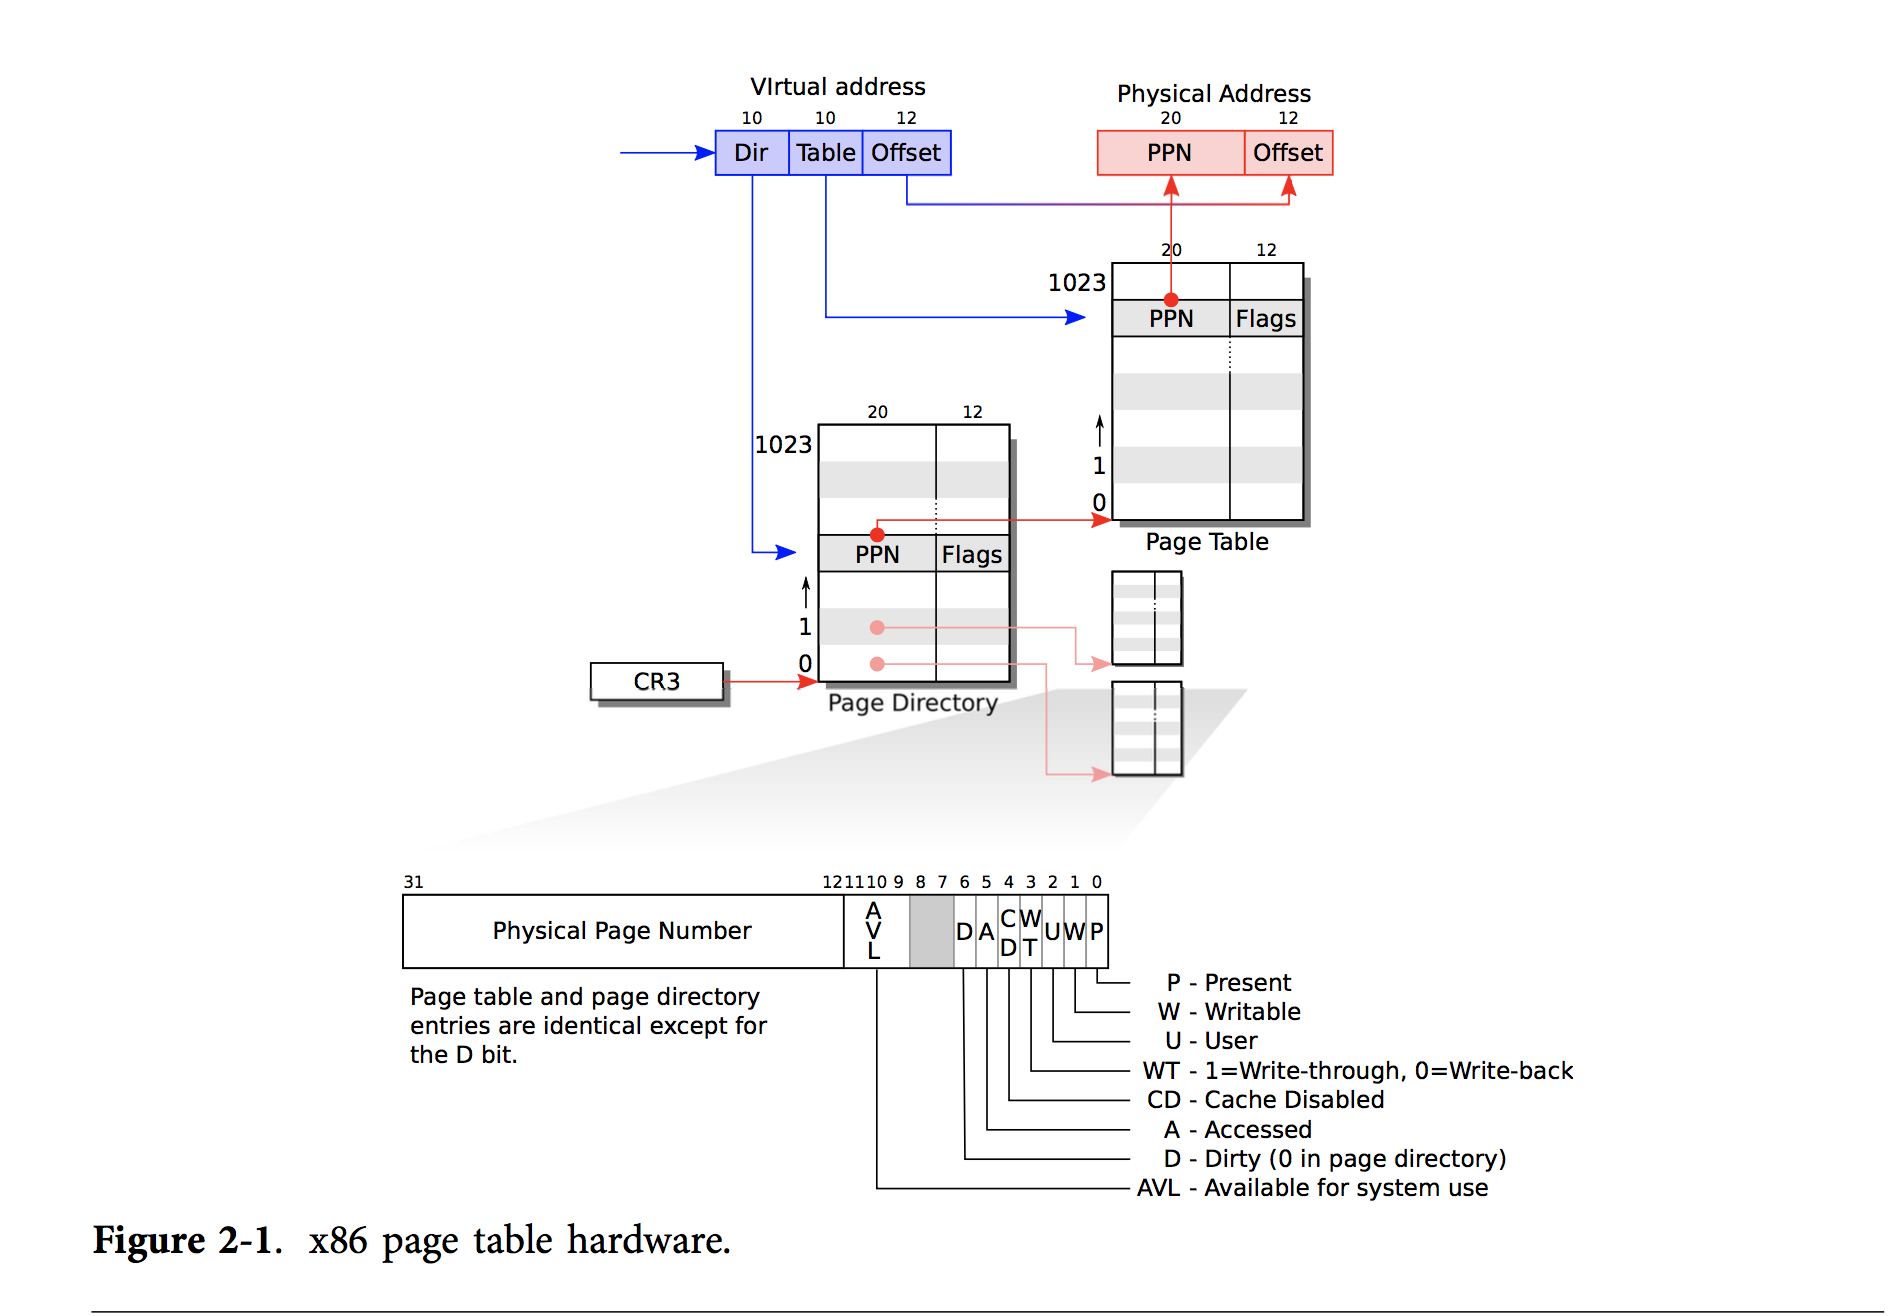 VIrtual address
10 10 12
Dir Table Offset
Physical Address
20 12
PPN Offset
20 12
1023
PPN Flags
1
0
Page Table
20 12
1023
PPN Flags
1
0
CR3
Page Directory
31 12 11 10 9 8 7 6 5 4 3 2 1 0
Physical Page Number AVL D A CD WT U W P
Page table and page directory
entries are identical except for
the D bit.
P - Present
W - Writable
U - User
WT - 1=Write-through, 0=Write-back
CD - Cache Disabled
A - Accessed
D - Dirty (0 in page directory)
AVL - Available for system use
Figure 2-1. x86 page table hardware.